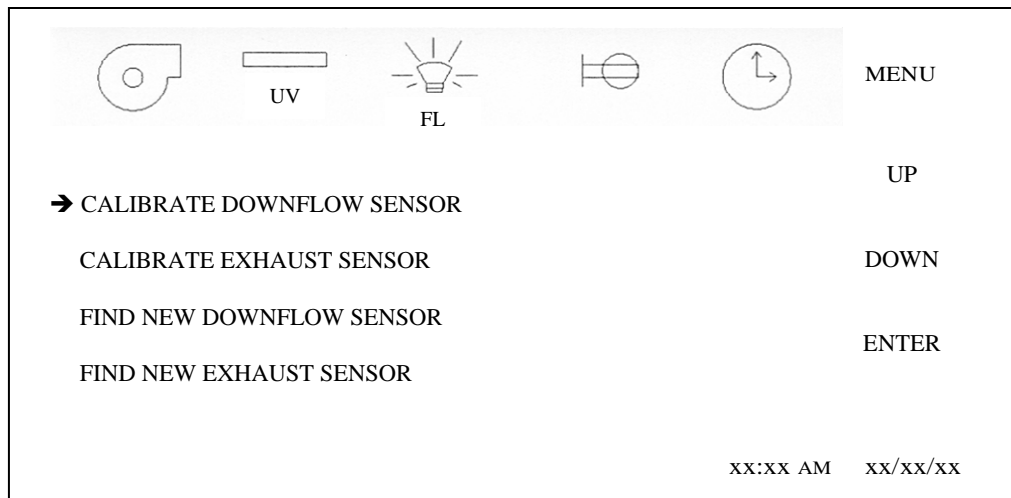 UV
FL
MENU
UP
➔ CALIBRATE DOWNFLOW SENSOR
CALIBRATE EXHAUST SENSOR
DOWN
FIND NEW DOWNFLOW SENSOR
ENTER
FIND NEW EXHAUST SENSOR
xx:xx AM xx/xx/xx